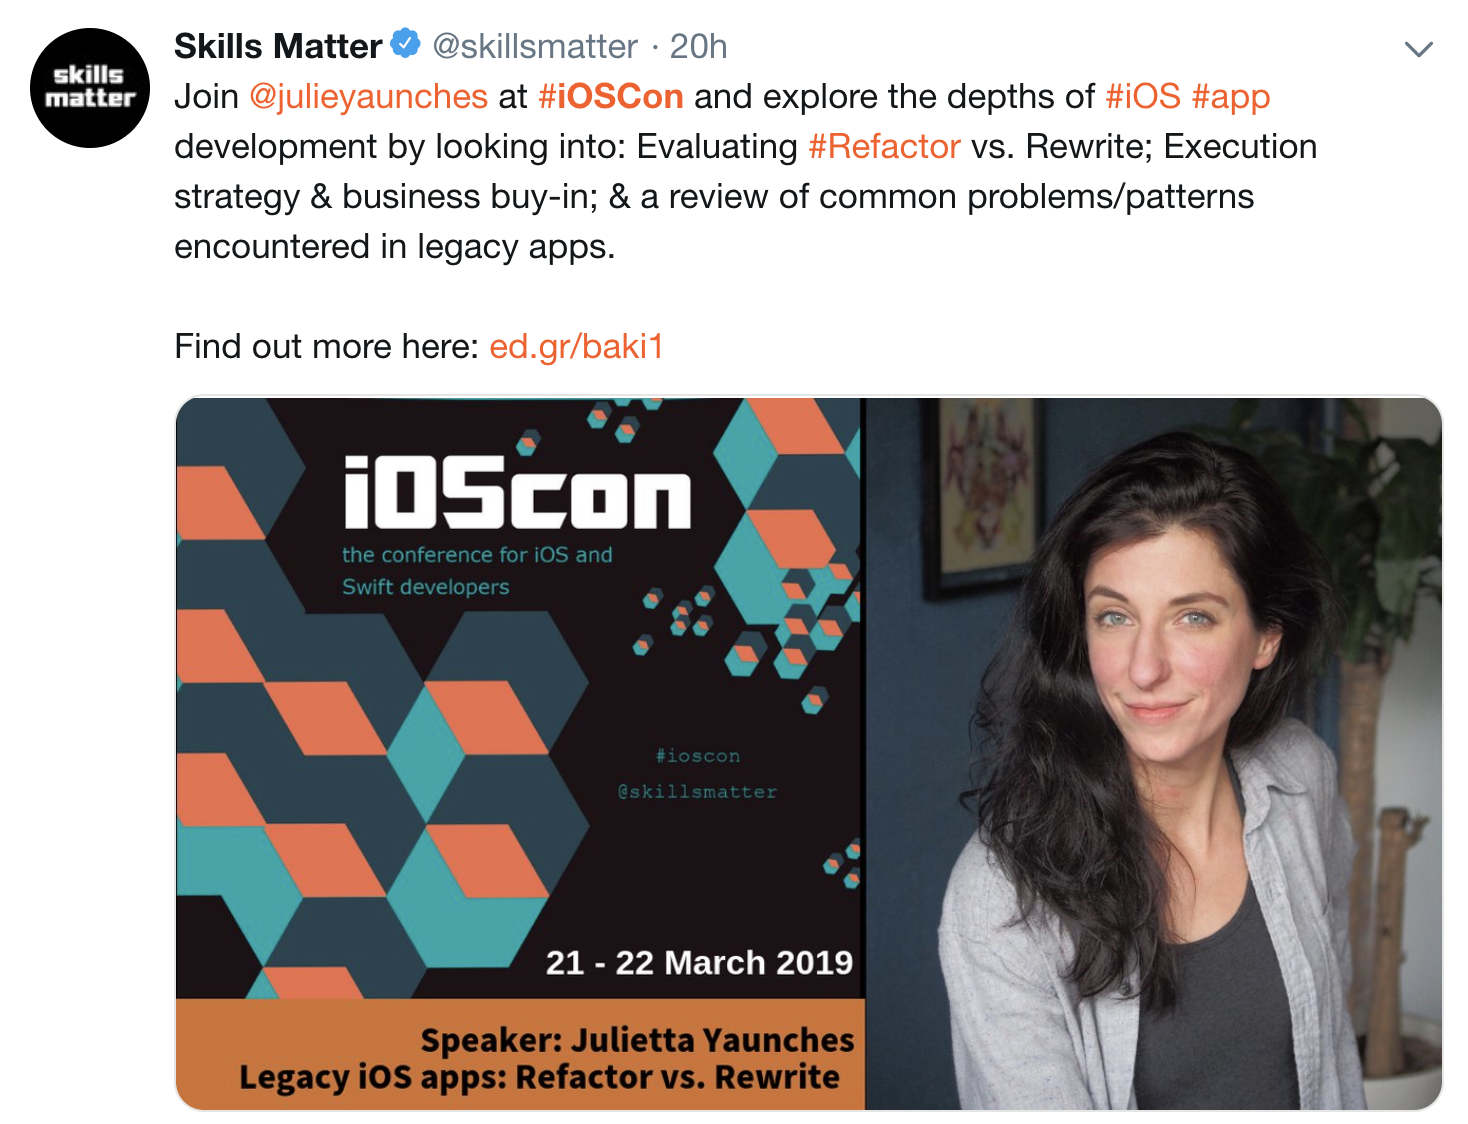 skills
matter
Skills Matter @skillsmatter · 20h
Join @julieyaunches at #iOSCon and explore the depths of #iOS #app
development by looking into: Evaluating #Refactor vs. Rewrite; Execution
strategy & business buy-in; & a review of common problems/patterns
encountered in legacy apps.
Find out more here: ed.gr/baki1
iOScon
the conference for iOS and
Swift developers
#ioscon
@skillsmatter
21 - 22 March 2019
Speaker: Julietta Yaunches
Legacy iOS apps: Refactor vs. Rewrite